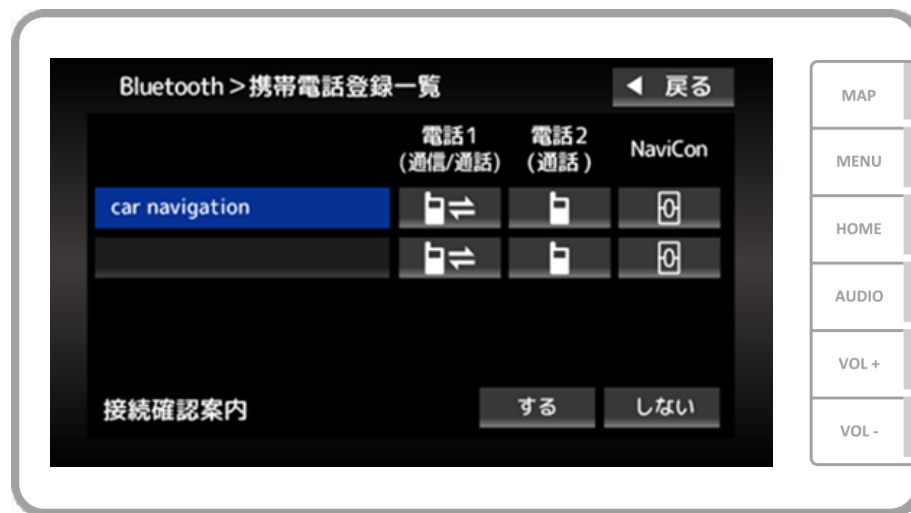 Bluetooth＞携帯電話登録一覧
◀ 戻る
電話1
(通信/通話)
電話2
(通話)
NaviCon
car navigation
接続確認案内
する
しない
MAP
MENU
HOME
AUDIO
VOL +
VOL -